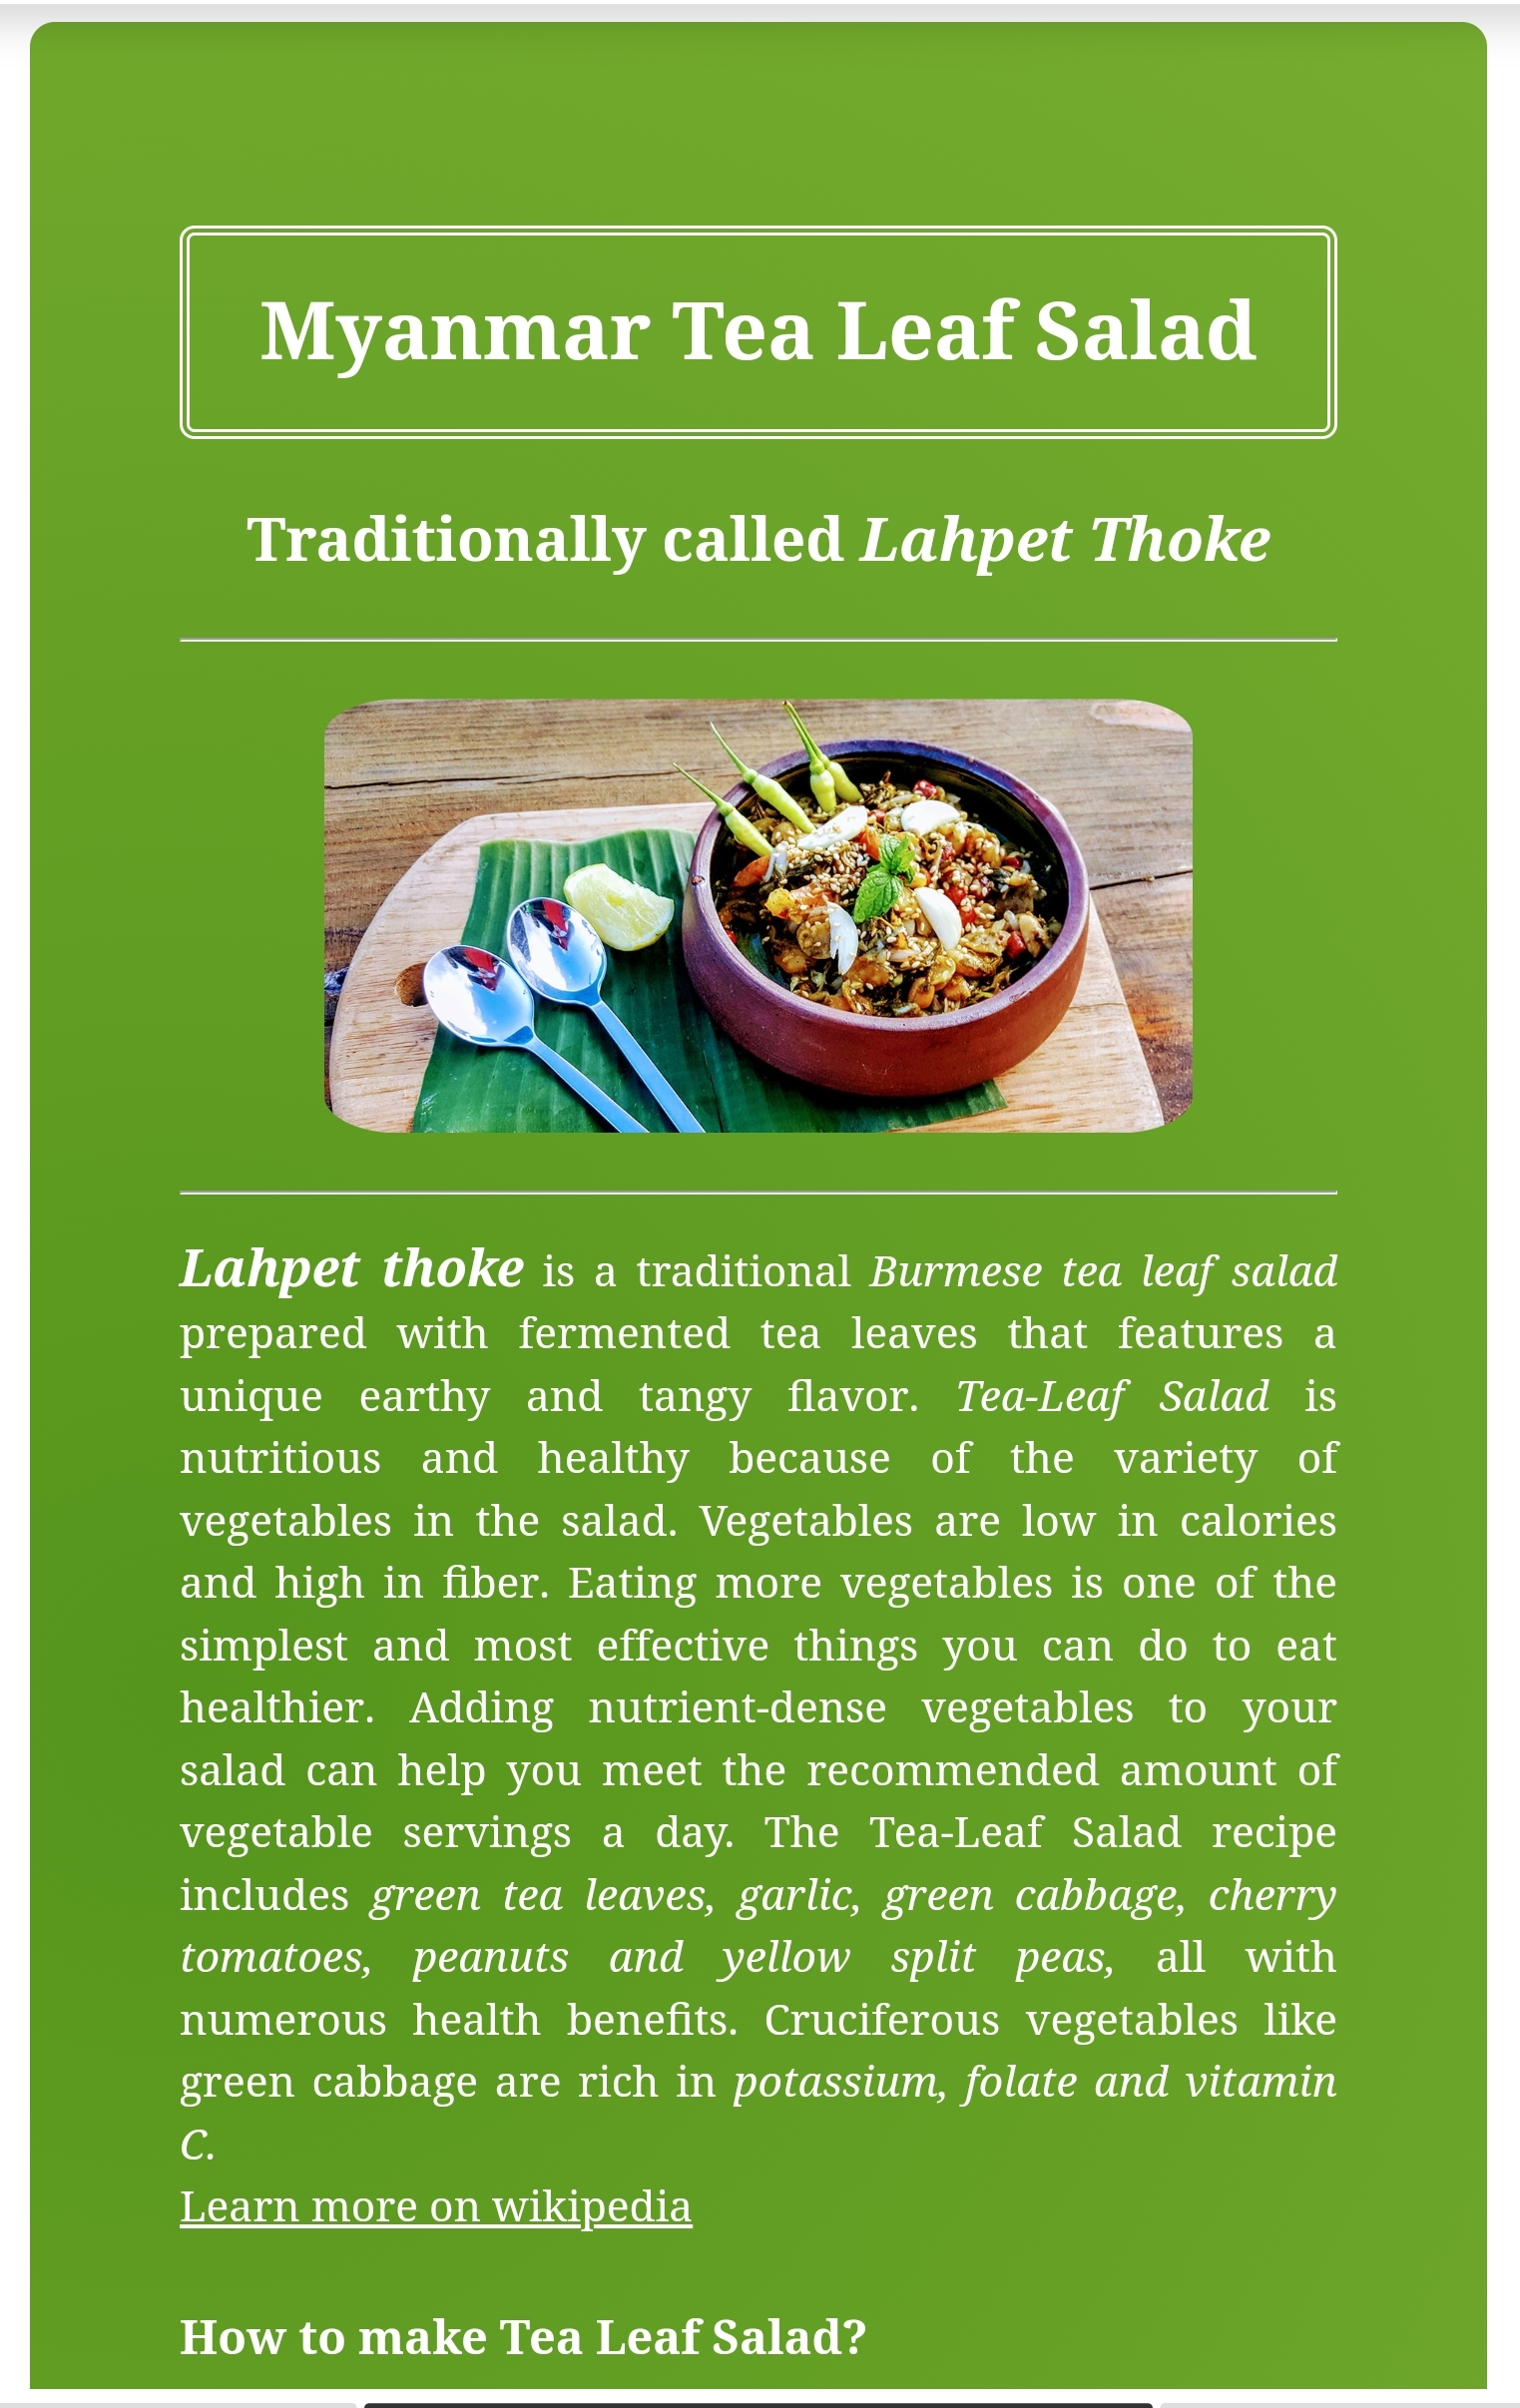 Myanmar Tea Leaf Salad
Traditionally called Lahpet Thoke
Lahpet thoke is a traditional Burmese tea leaf salad
prepared with fermented tea leaves that features a
unique earthy and tangy flavor. Tea-Leaf Salad is
nutritious and healthy because of the variety of
vegetables in the salad. Vegetables are low in calories
and high in fiber. Eating more vegetables is one of the
simplest and most effective things you can do to eat
healthier. Adding nutrient-dense vegetables to your
salad can help you meet the recommended amount of
vegetable servings a day. The Tea-Leaf Salad recipe
includes green tea leaves, garlic, green cabbage, cherry
tomatoes, peanuts and yellow split peas, all with
numerous health benefits. Cruciferous vegetables like
green cabbage are rich in potassium, folate and vitamin
C.
Learn more on wikipedia
How to make Tea Leaf Salad?